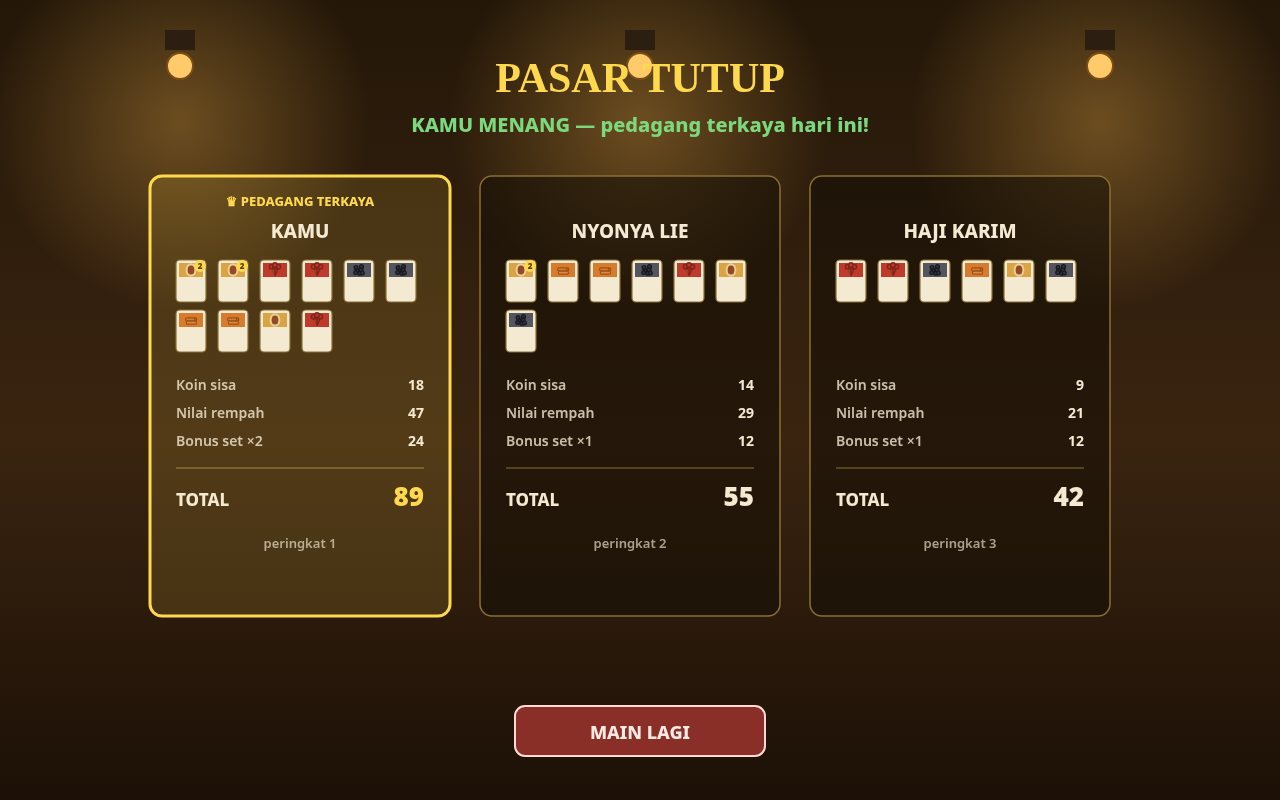 PASAR TUTUP
KAMU MENANG — pedagang terkaya hari ini!
♛ PEDAGANG TERKAYA
KAMU
2 2
Koin sisa 18
Nilai rempah 47
Bonus set ×2 24
TOTAL 89
peringkat 1
NYONYA LIE
2
Koin sisa 14
Nilai rempah 29
Bonus set ×1 12
TOTAL 55
peringkat 2
HAJI KARIM
Koin sisa 9
Nilai rempah 21
Bonus set ×1 12
TOTAL 42
peringkat 3
MAIN LAGI